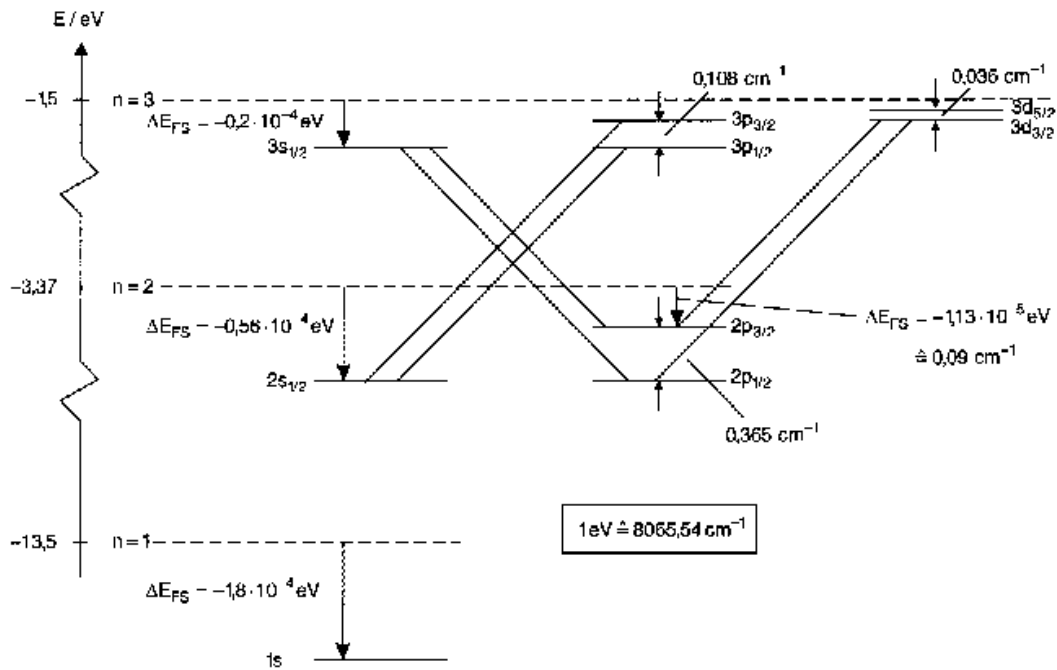 E / eV
0,108 cm⁻¹
0,036 cm⁻¹
–1,5
n = 3
ΔE_FS = –0,2 · 10⁻⁴ eV
3s₁/₂
3p₃/₂
3p₁/₂
3d₅/₂
3d₃/₂
–3,37
n = 2
ΔE_FS = –0,56 · 10⁻⁴ eV
2p₃/₂
ΔE_FS = –1,13 · 10⁻⁵ eV
≙ 0,09 cm⁻¹
2s₁/₂
2p₁/₂
0,365 cm⁻¹
1 eV ≙ 8065,54 cm⁻¹
–13,5
n = 1
ΔE_FS = –1,8 · 10⁻⁴ eV
1s